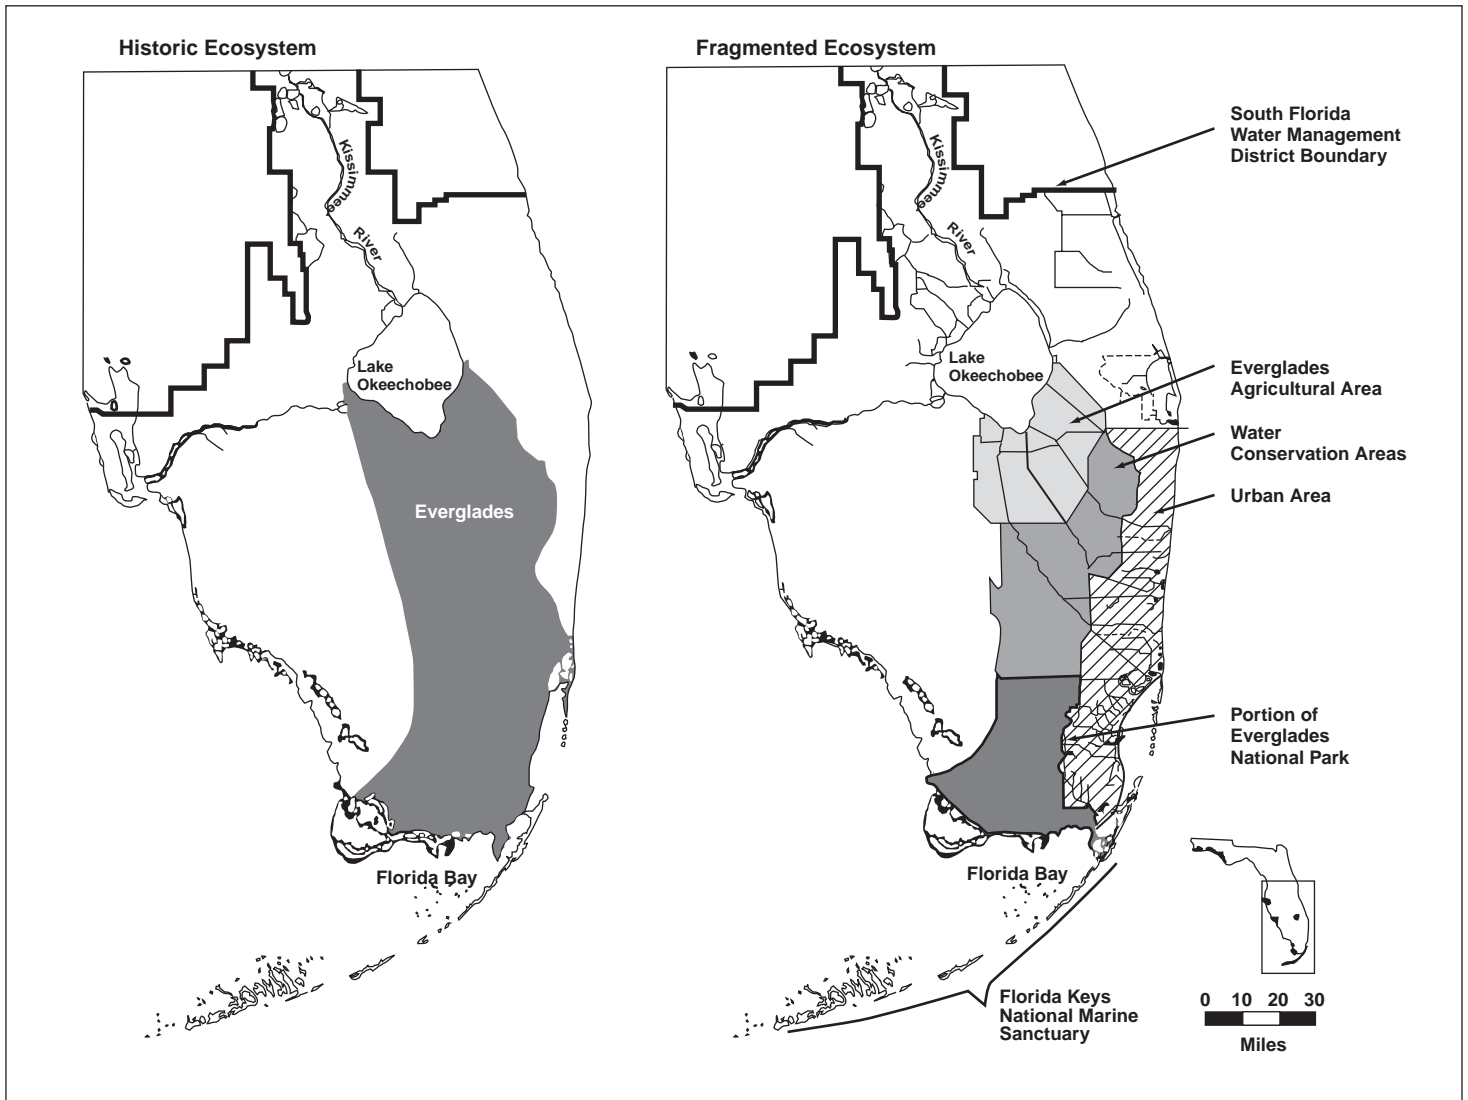 Historic Ecosystem
Kissimmee
River
Lake
Okeechobee
Everglades
Florida Bay
Fragmented Ecosystem
Kissimmee
River
Lake
Okeechobee
Florida Bay
South Florida
Water Management
District Boundary
Everglades
Agricultural Area
Water
Conservation Areas
Urban Area
Portion of
Everglades
National Park
Florida Keys
National Marine
Sanctuary
0 10 20 30
Miles